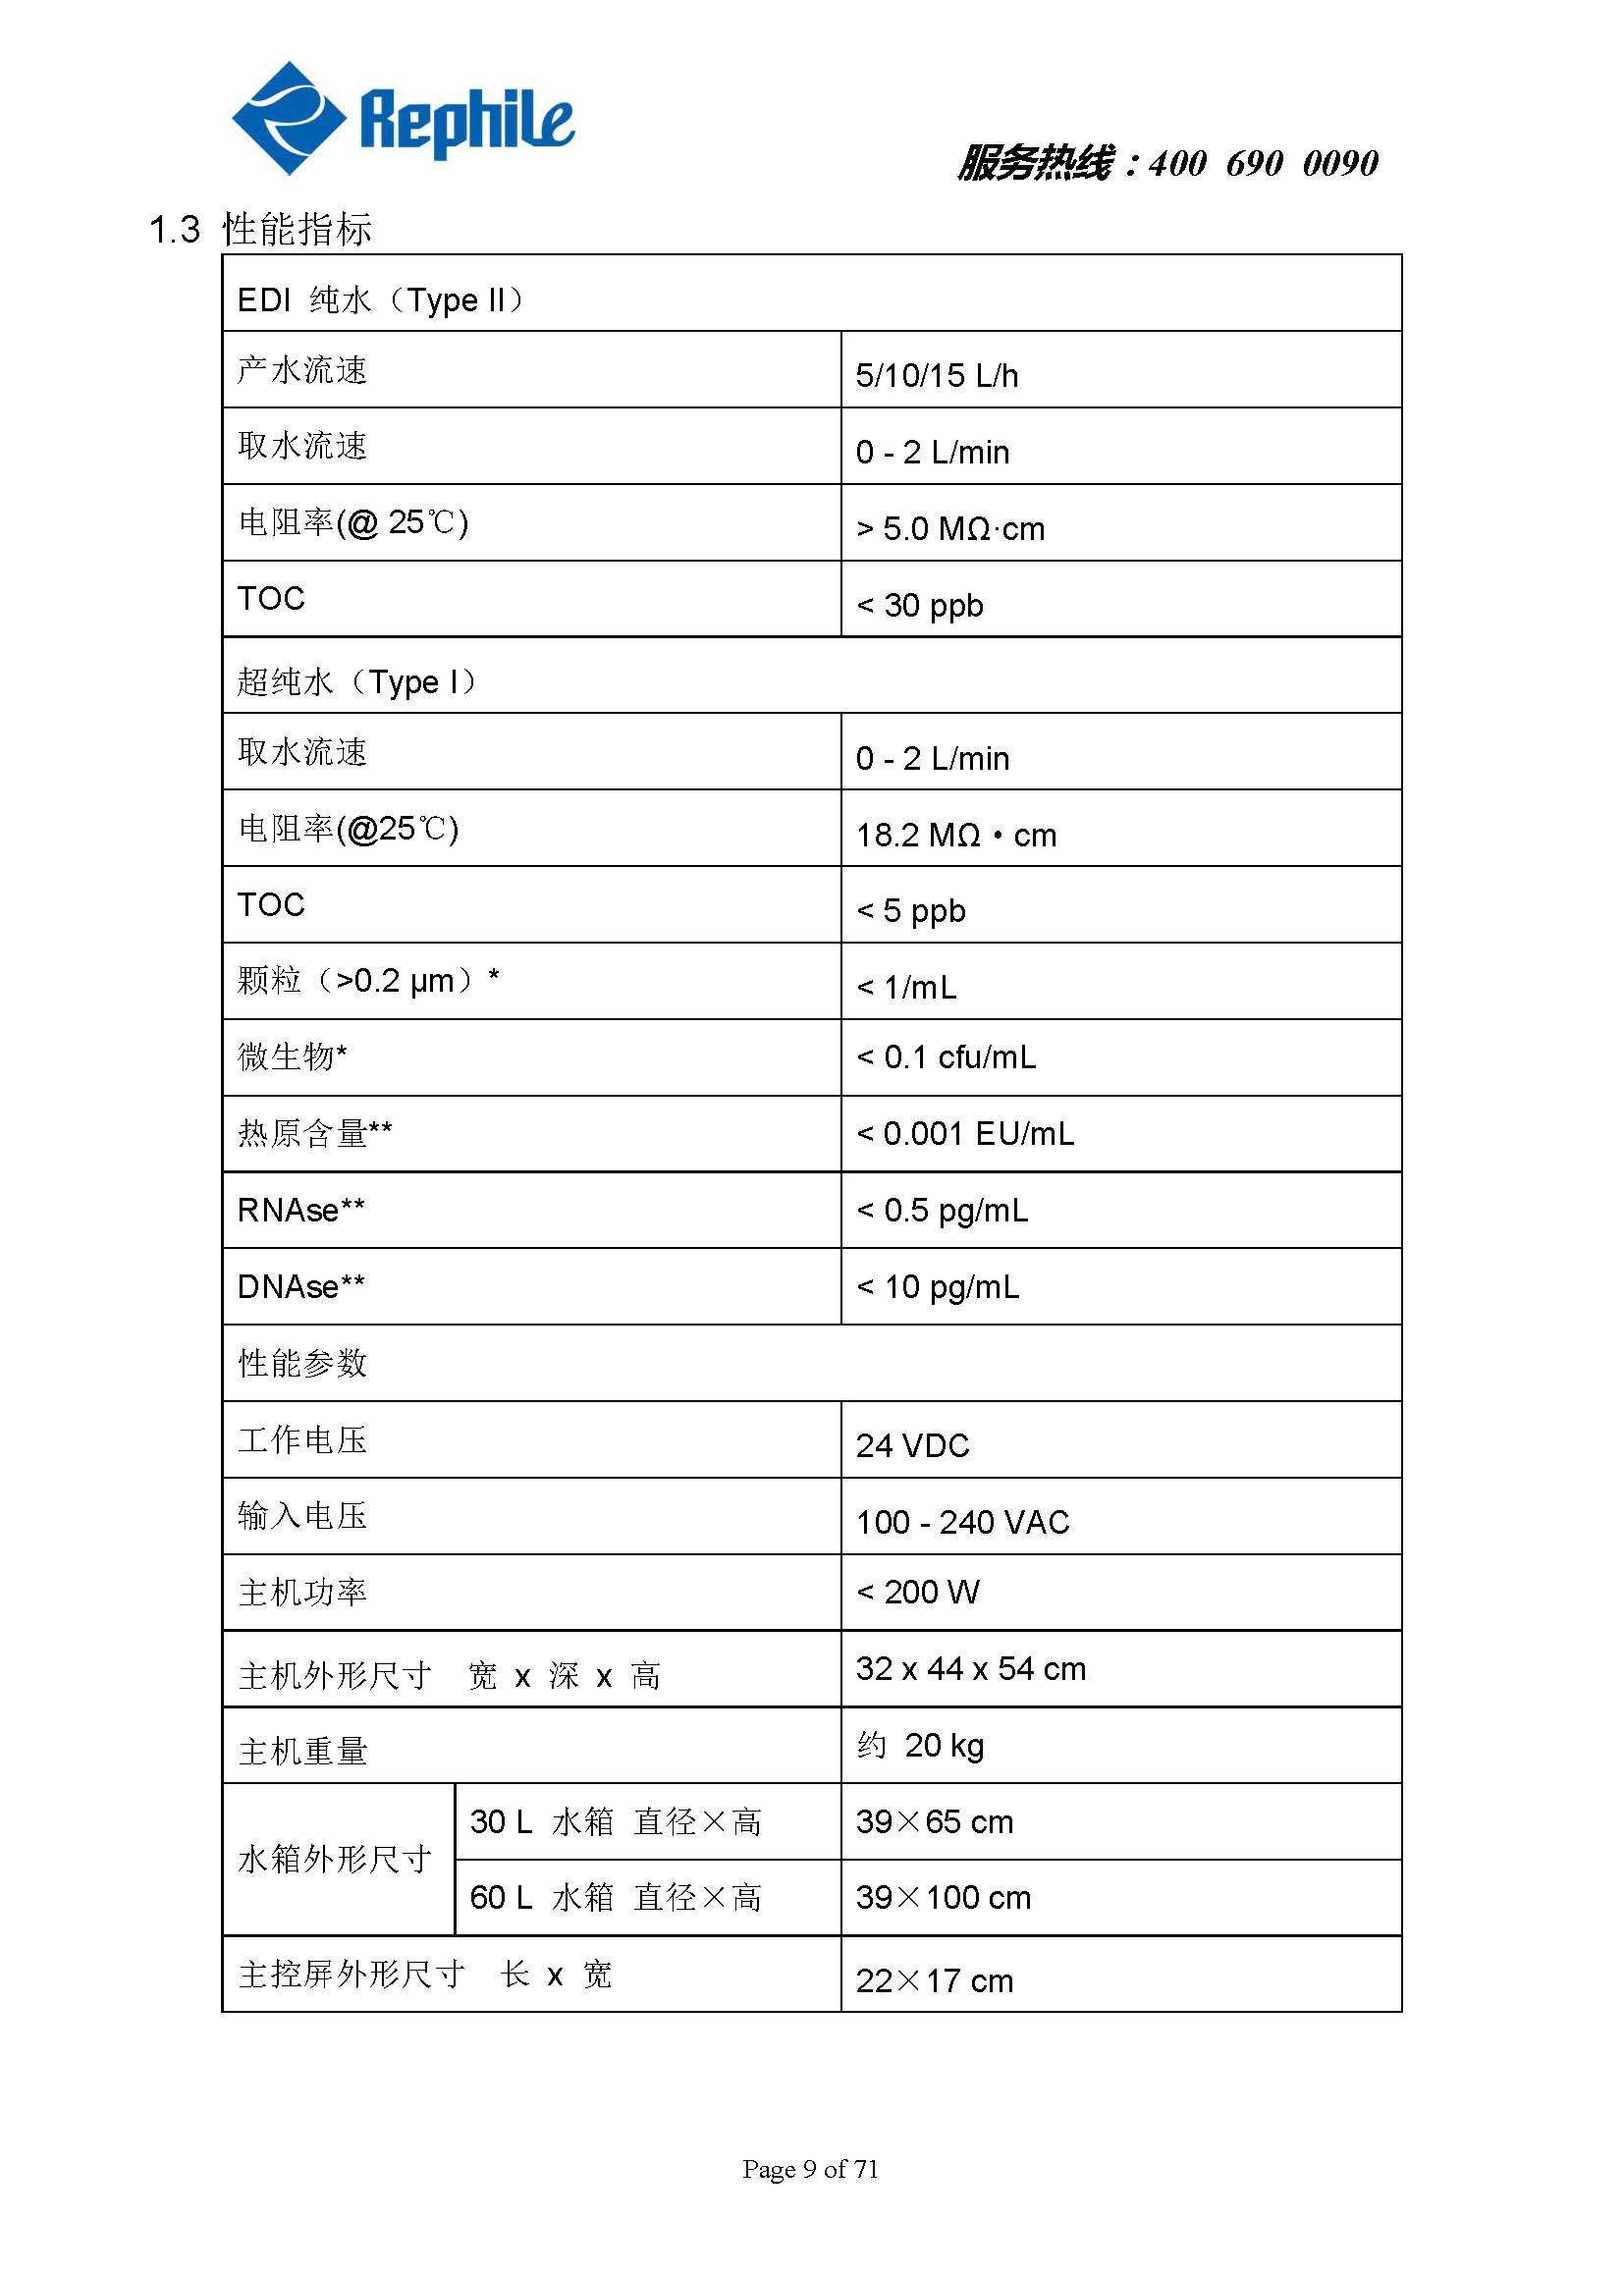 Rephile
服务热线：400 690 0090
1.3 性能指标
EDI 纯水（Type II）
产水流速 5/10/15 L/h
取水流速 0 - 2 L/min
电阻率(@ 25℃) > 5.0 MΩ·cm
TOC < 30 ppb
超纯水（Type I）
取水流速 0 - 2 L/min
电阻率(@25℃) 18.2 MΩ • cm
TOC < 5 ppb
颗粒（>0.2 μm）* < 1/mL
微生物* < 0.1 cfu/mL
热原含量** < 0.001 EU/mL
RNAse** < 0.5 pg/mL
DNAse** < 10 pg/mL
性能参数
工作电压 24 VDC
输入电压 100 - 240 VAC
主机功率 < 200 W
主机外形尺寸 宽 x 深 x 高 32 x 44 x 54 cm
主机重量 约 20 kg
水箱外形尺寸 30 L 水箱 直径×高 39×65 cm
60 L 水箱 直径×高 39×100 cm
主控屏外形尺寸 长 x 宽 22×17 cm
Page 9 of 71